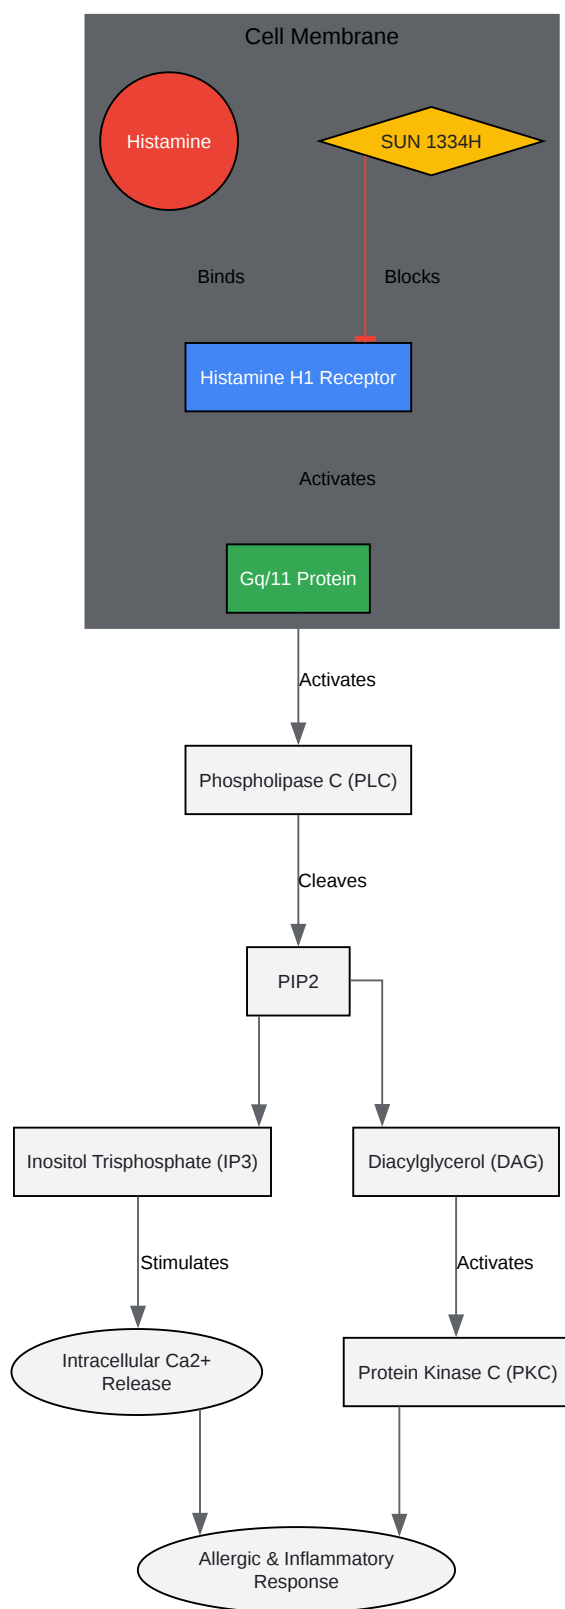 Cell Membrane
Histamine
SUN 1334H
Binds
Blocks
Histamine H1 Receptor
Activates
Gq/11 Protein
Activates
Phospholipase C (PLC)
Cleaves
PIP2
Inositol Trisphosphate (IP3)
Diacylglycerol (DAG)
Stimulates
Activates
Intracellular Ca2+
Release
Protein Kinase C (PKC)
Allergic & Inflammatory
Response